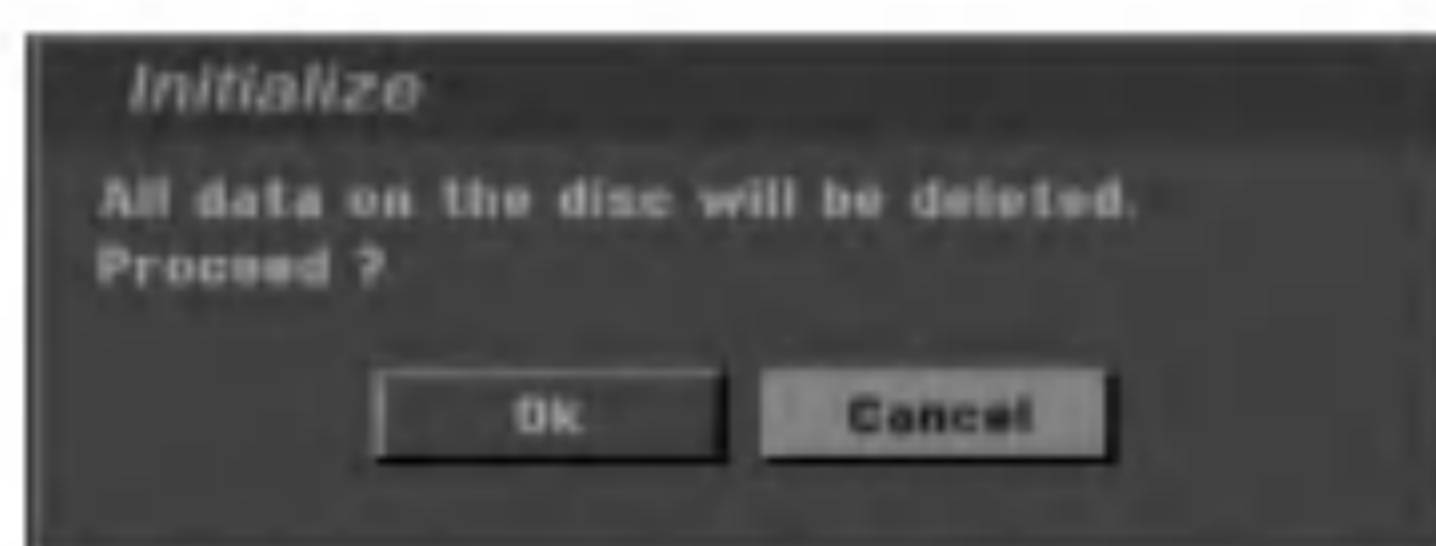 Initialize
All data on the disc will be deleted.
Proceed ?
Ok Cancel